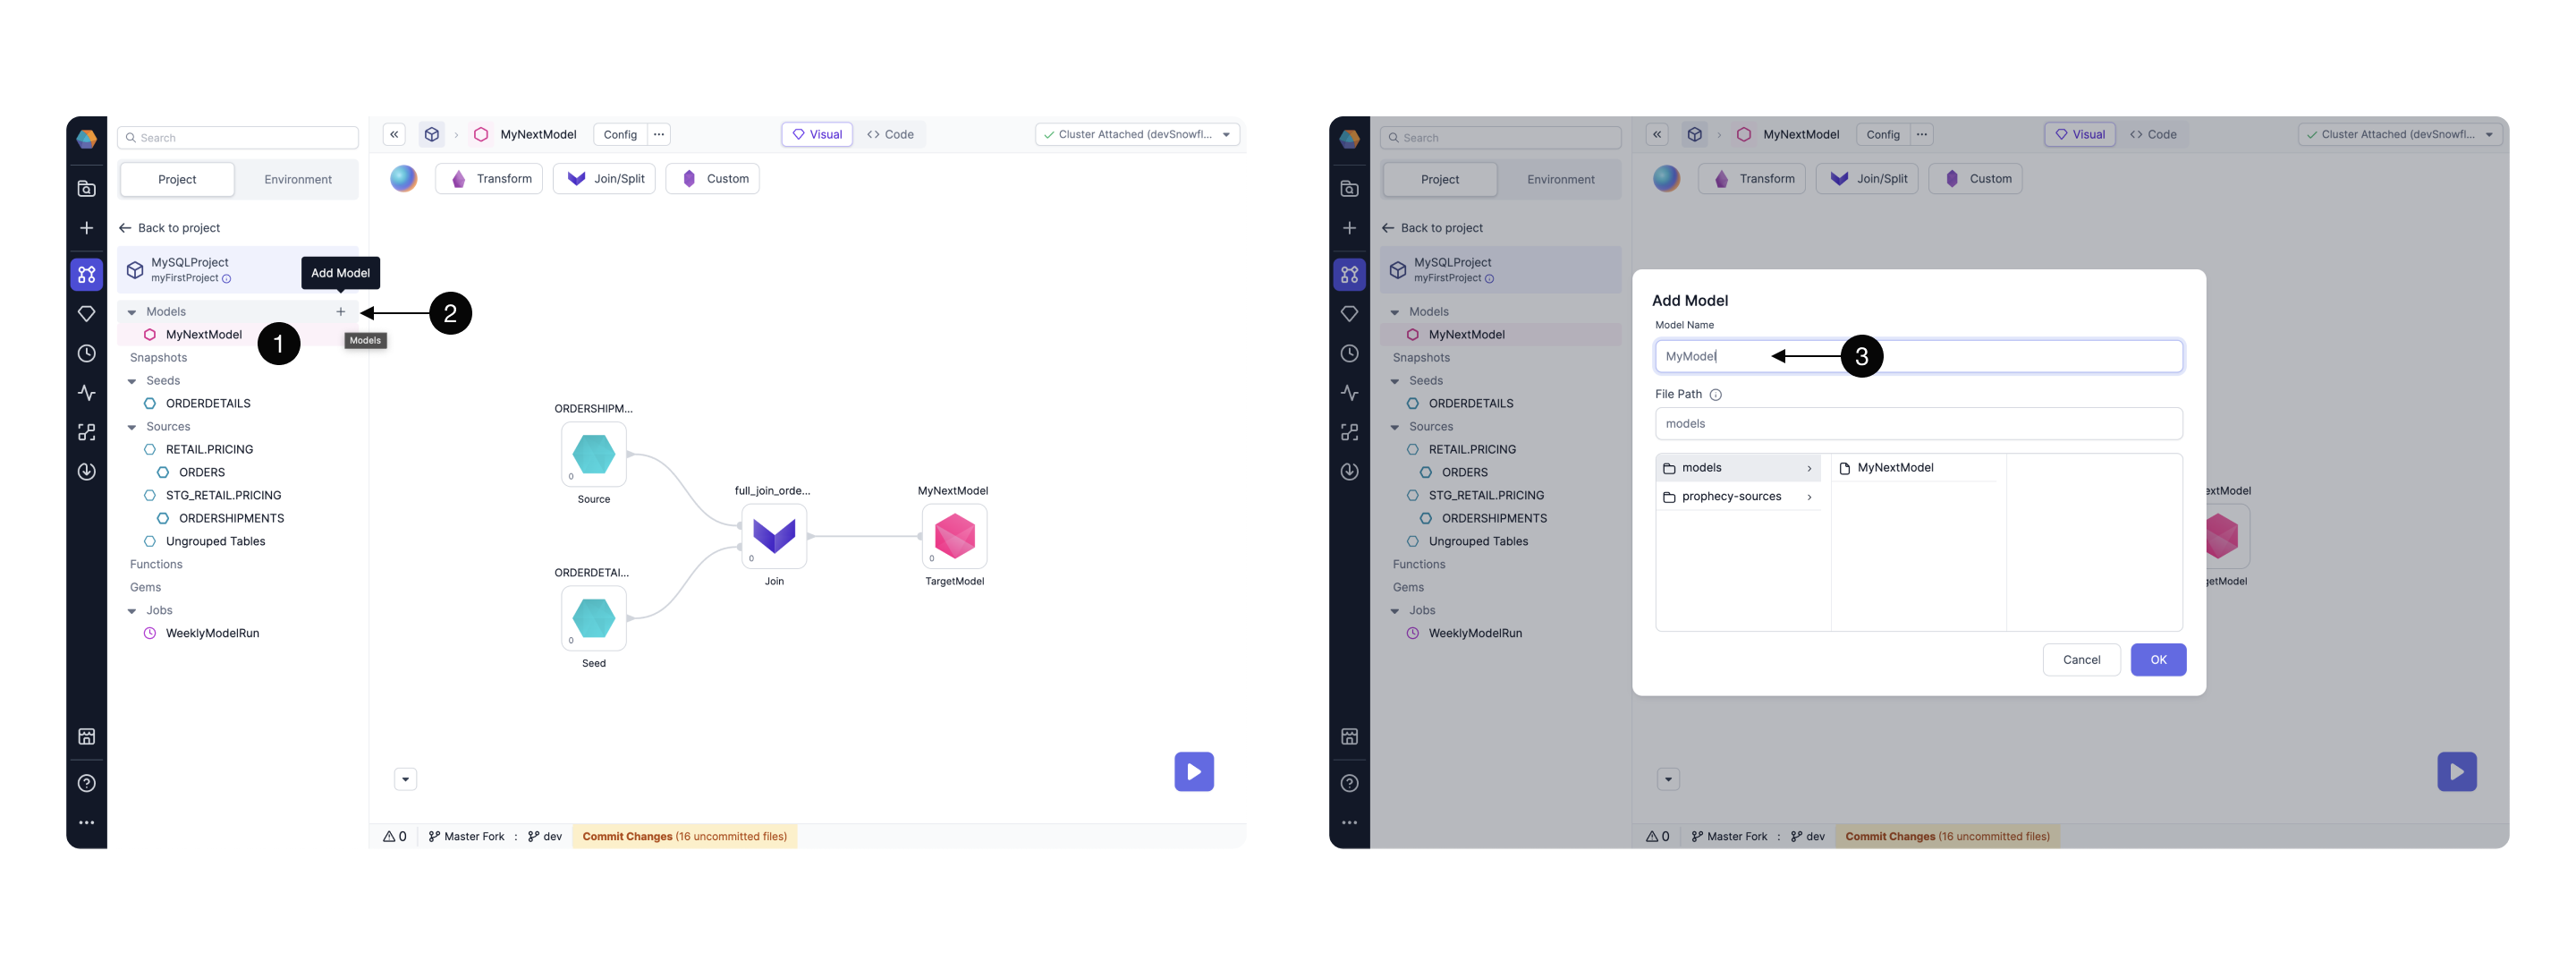 Search
Project
Environment
Back to project
MySQLProject
myFirstProject
Add Model
Models
2
MyNextModel
1
Models
Snapshots
Seeds
ORDERDETAILS
Sources
RETAIL.PRICING
ORDERS
STG_RETAIL.PRICING
ORDERSHIPMENTS
Ungrouped Tables
Functions
Gems
Jobs
WeeklyModelRun
MyNextModel
Config
Visual
Code
Cluster Attached (devSnowfl...
Transform
Join/Split
Custom
ORDERSHIPM...
0
Source
full_join_orde...
0
Join
MyNextModel
0
TargetModel
ORDERDETAI...
0
Seed
0
Master Fork : dev
Commit Changes (16 uncommitted files)
Search
Project
Environment
Back to project
MySQLProject
myFirstProject
Models
MyNextModel
Snapshots
Seeds
ORDERDETAILS
Sources
RETAIL.PRICING
ORDERS
STG_RETAIL.PRICING
ORDERSHIPMENTS
Ungrouped Tables
Functions
Gems
Jobs
WeeklyModelRun
MyNextModel
Config
Visual
Code
Cluster Attached (devSnowfl...
Transform
Join/Split
Custom
Add Model
Model Name
MyModel
3
File Path
models
models
prophecy-sources
MyNextModel
Cancel
OK
extModel
getModel
0
Master Fork : dev
Commit Changes (16 uncommitted files)